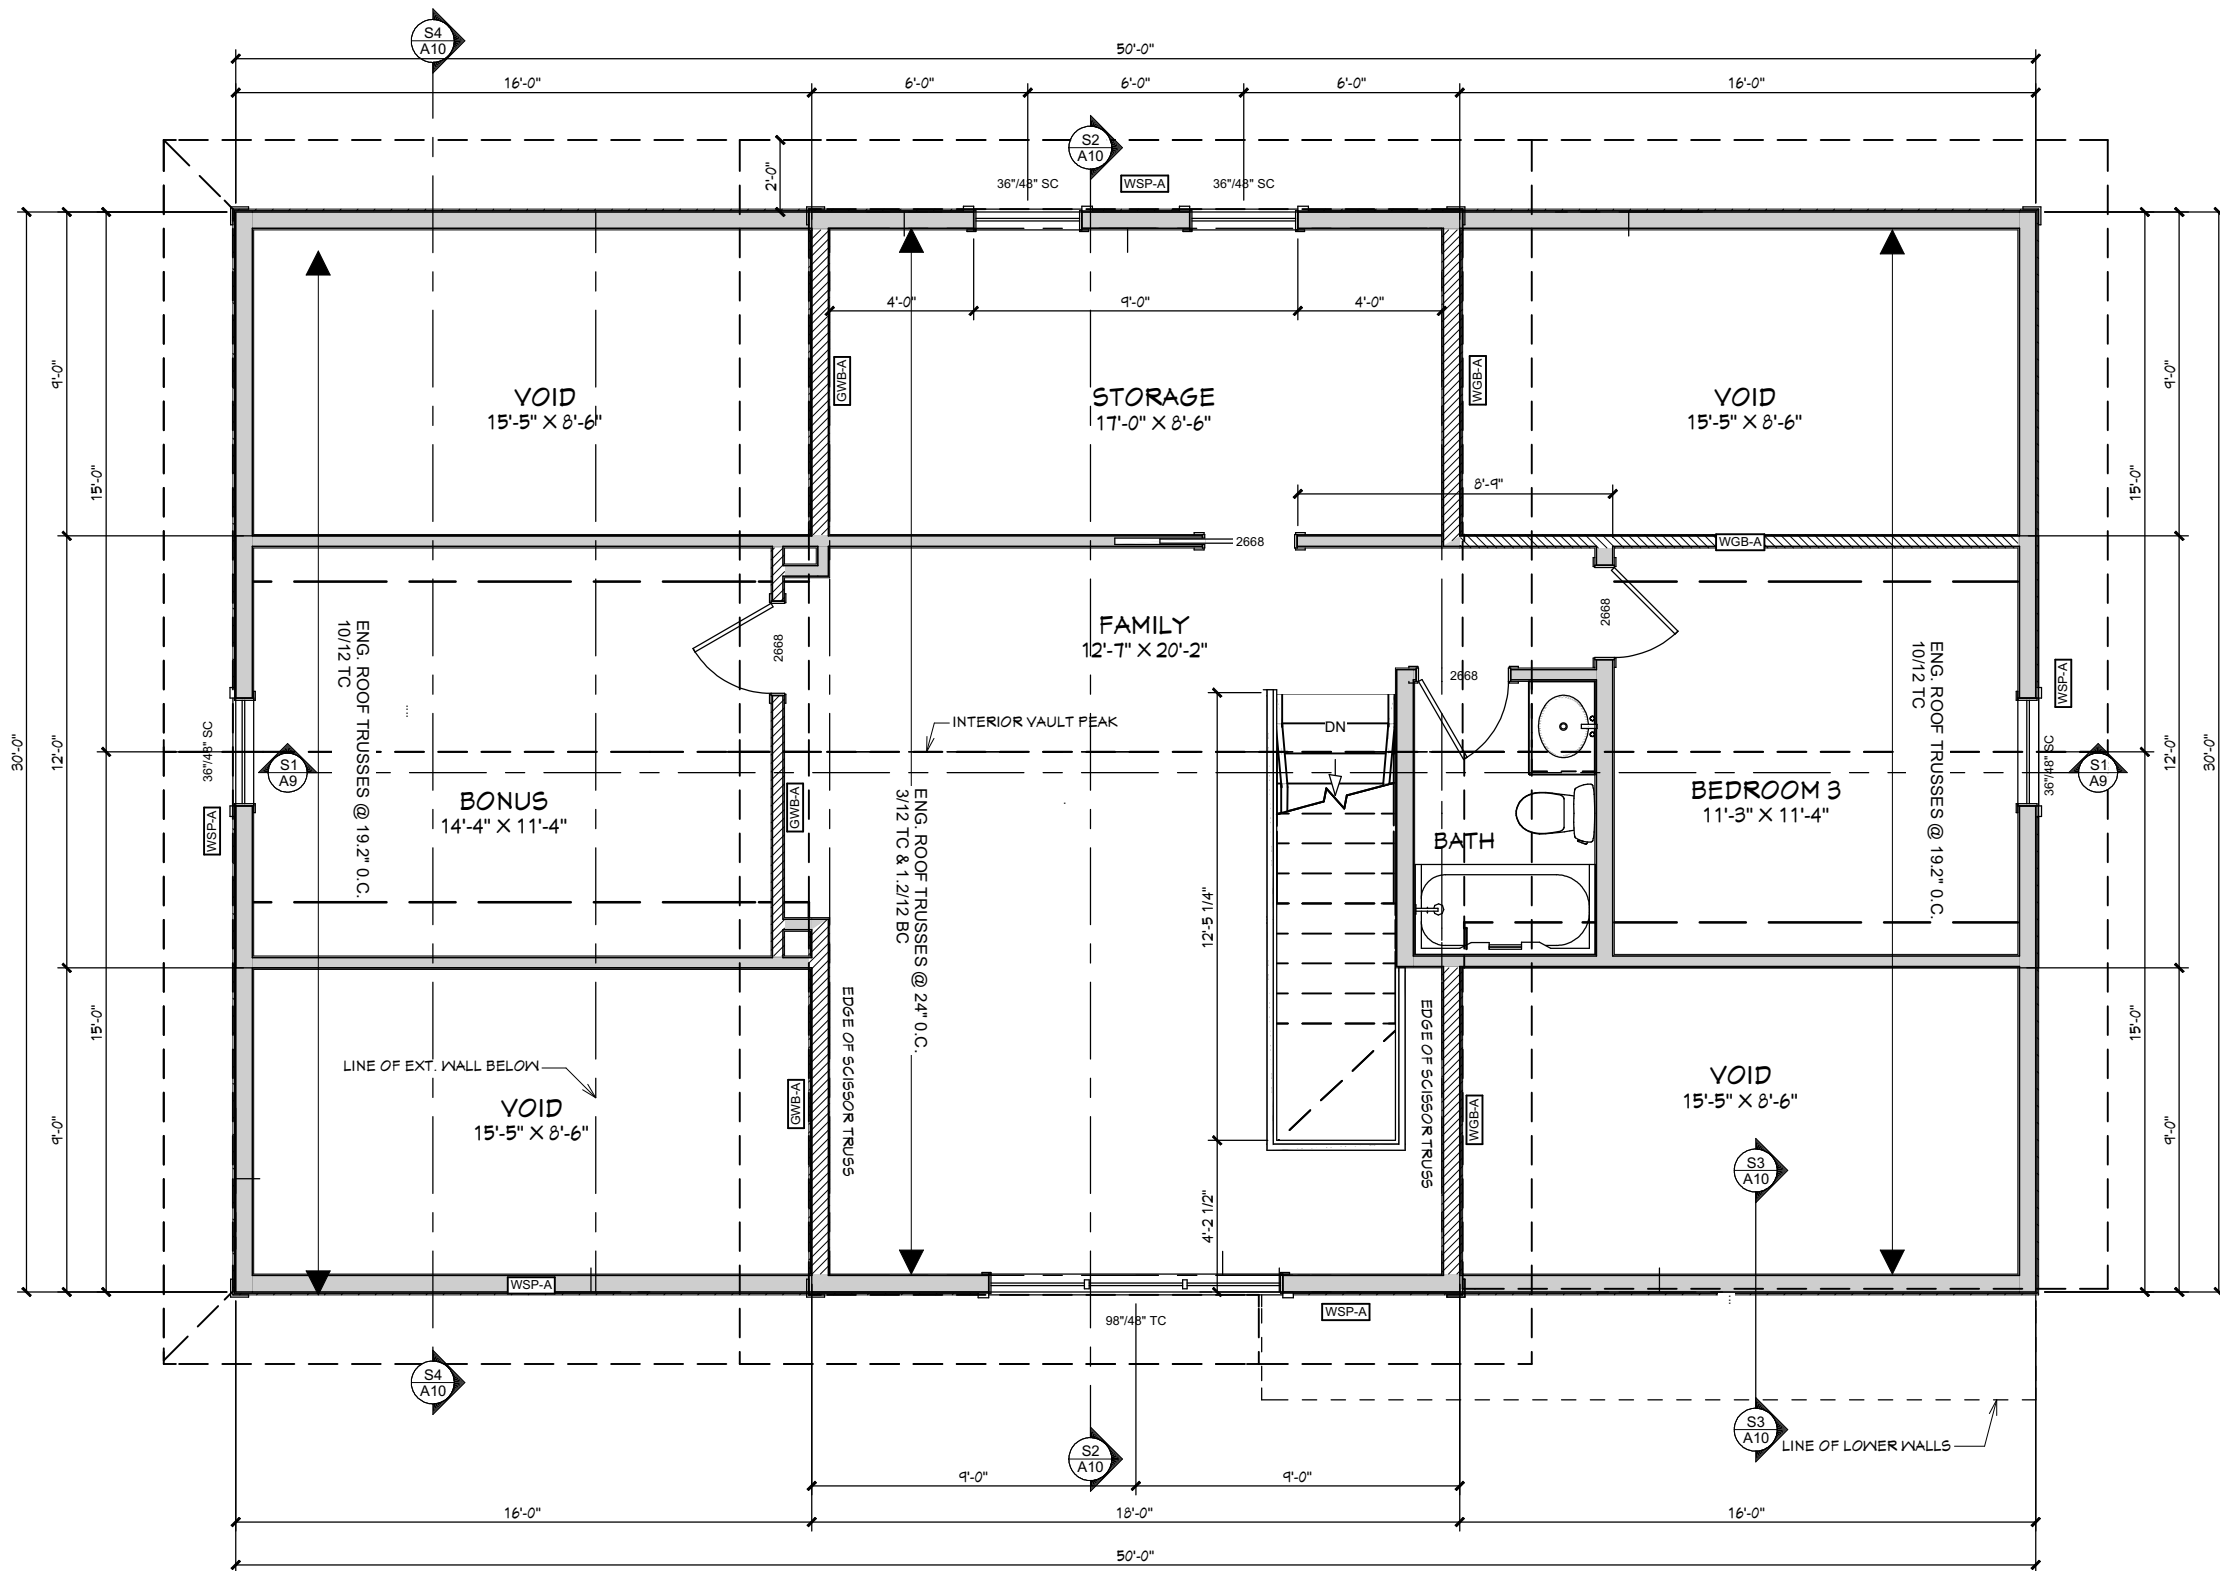 S4
A10
50'-0"
16'-0"
6'-0"
6'-0"
6'-0"
16'-0"
S2
A10
2'-0"
36"/48" SC
WSP-A
36"/48" SC
4'-0"
9'-0"
4'-0"
9'-0"
15'-0"
GWB-A
WGB-A
15'-0"
9'-0"
VOID
15'-5" X 8'-6"
STORAGE
17'-0" X 8'-6"
VOID
15'-5" X 8'-6"
8'-9"
2668
WGB-A
2668
FAMILY
12'-7" X 20'-2"
2668
2668
ENG. ROOF TRUSSES @ 19.2" O.C.
10/12 TC
ENG. ROOF TRUSSES @ 19.2" O.C.
10/12 TC
WSP-A
INTERIOR VAULT PEAK
DN
30'-0"
12'-0"
36"/48" SC
S1
A9
36"/48" SC
S1
A9
12'-0"
30'-0"
BONUS
14'-4" X 11'-4"
WSP-A
GWB-A
ENG. ROOF TRUSSES @ 24" O.C.
3/12 TC & 1.2/12 BC
BATH
BEDROOM 3
11'-3" X 11'-4"
12'-5 1/4"
15'-0"
9'-0"
LINE OF EXT. WALL BELOW
VOID
15'-5" X 8'-6"
GWB-A
EDGE OF SCISSOR TRUSS
EDGE OF SCISSOR TRUSS
WGB-A
VOID
15'-5" X 8'-6"
15'-0"
9'-0"
S3
A10
4'-2 1/2"
WSP-A
98"/48" TC
WSP-A
S4
A10
S2
A10
S3
A10
LINE OF LOWER WALLS
9'-0"
9'-0"
16'-0"
18'-0"
16'-0"
50'-0"